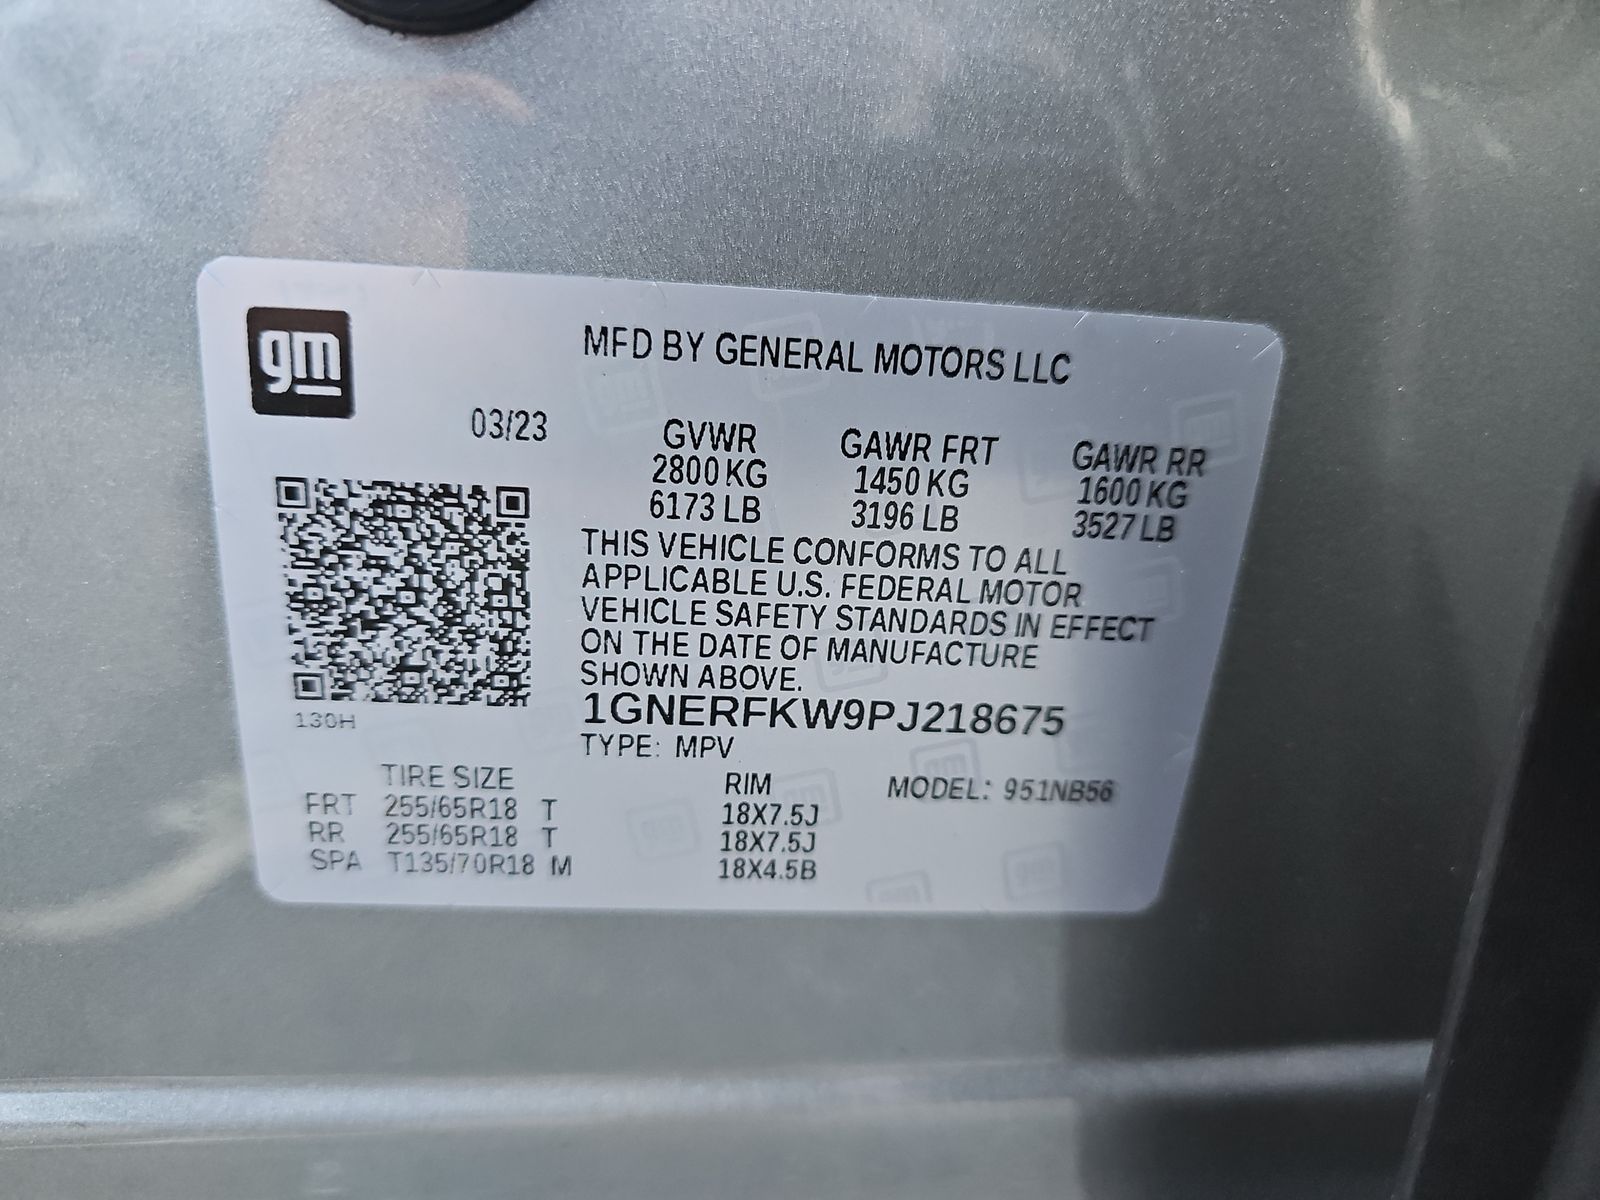 gm
MFD BY GENERAL MOTORS LLC
03/23
GVWR GAWR FRT GAWR RR
2800 KG 1450 KG 1600 KG
6173 LB 3196 LB 3527 LB
THIS VEHICLE CONFORMS TO ALL
APPLICABLE U.S. FEDERAL MOTOR
VEHICLE SAFETY STANDARDS IN EFFECT
ON THE DATE OF MANUFACTURE
SHOWN ABOVE.
1GNERFKW9PJ218675
130H
TYPE: MPV
TIRE SIZE RIM MODEL: 951NB56
FRT 255/65R18 T 18X7.5J
RR 255/65R18 T 18X7.5J
SPA T135/70R18 M 18X4.5B